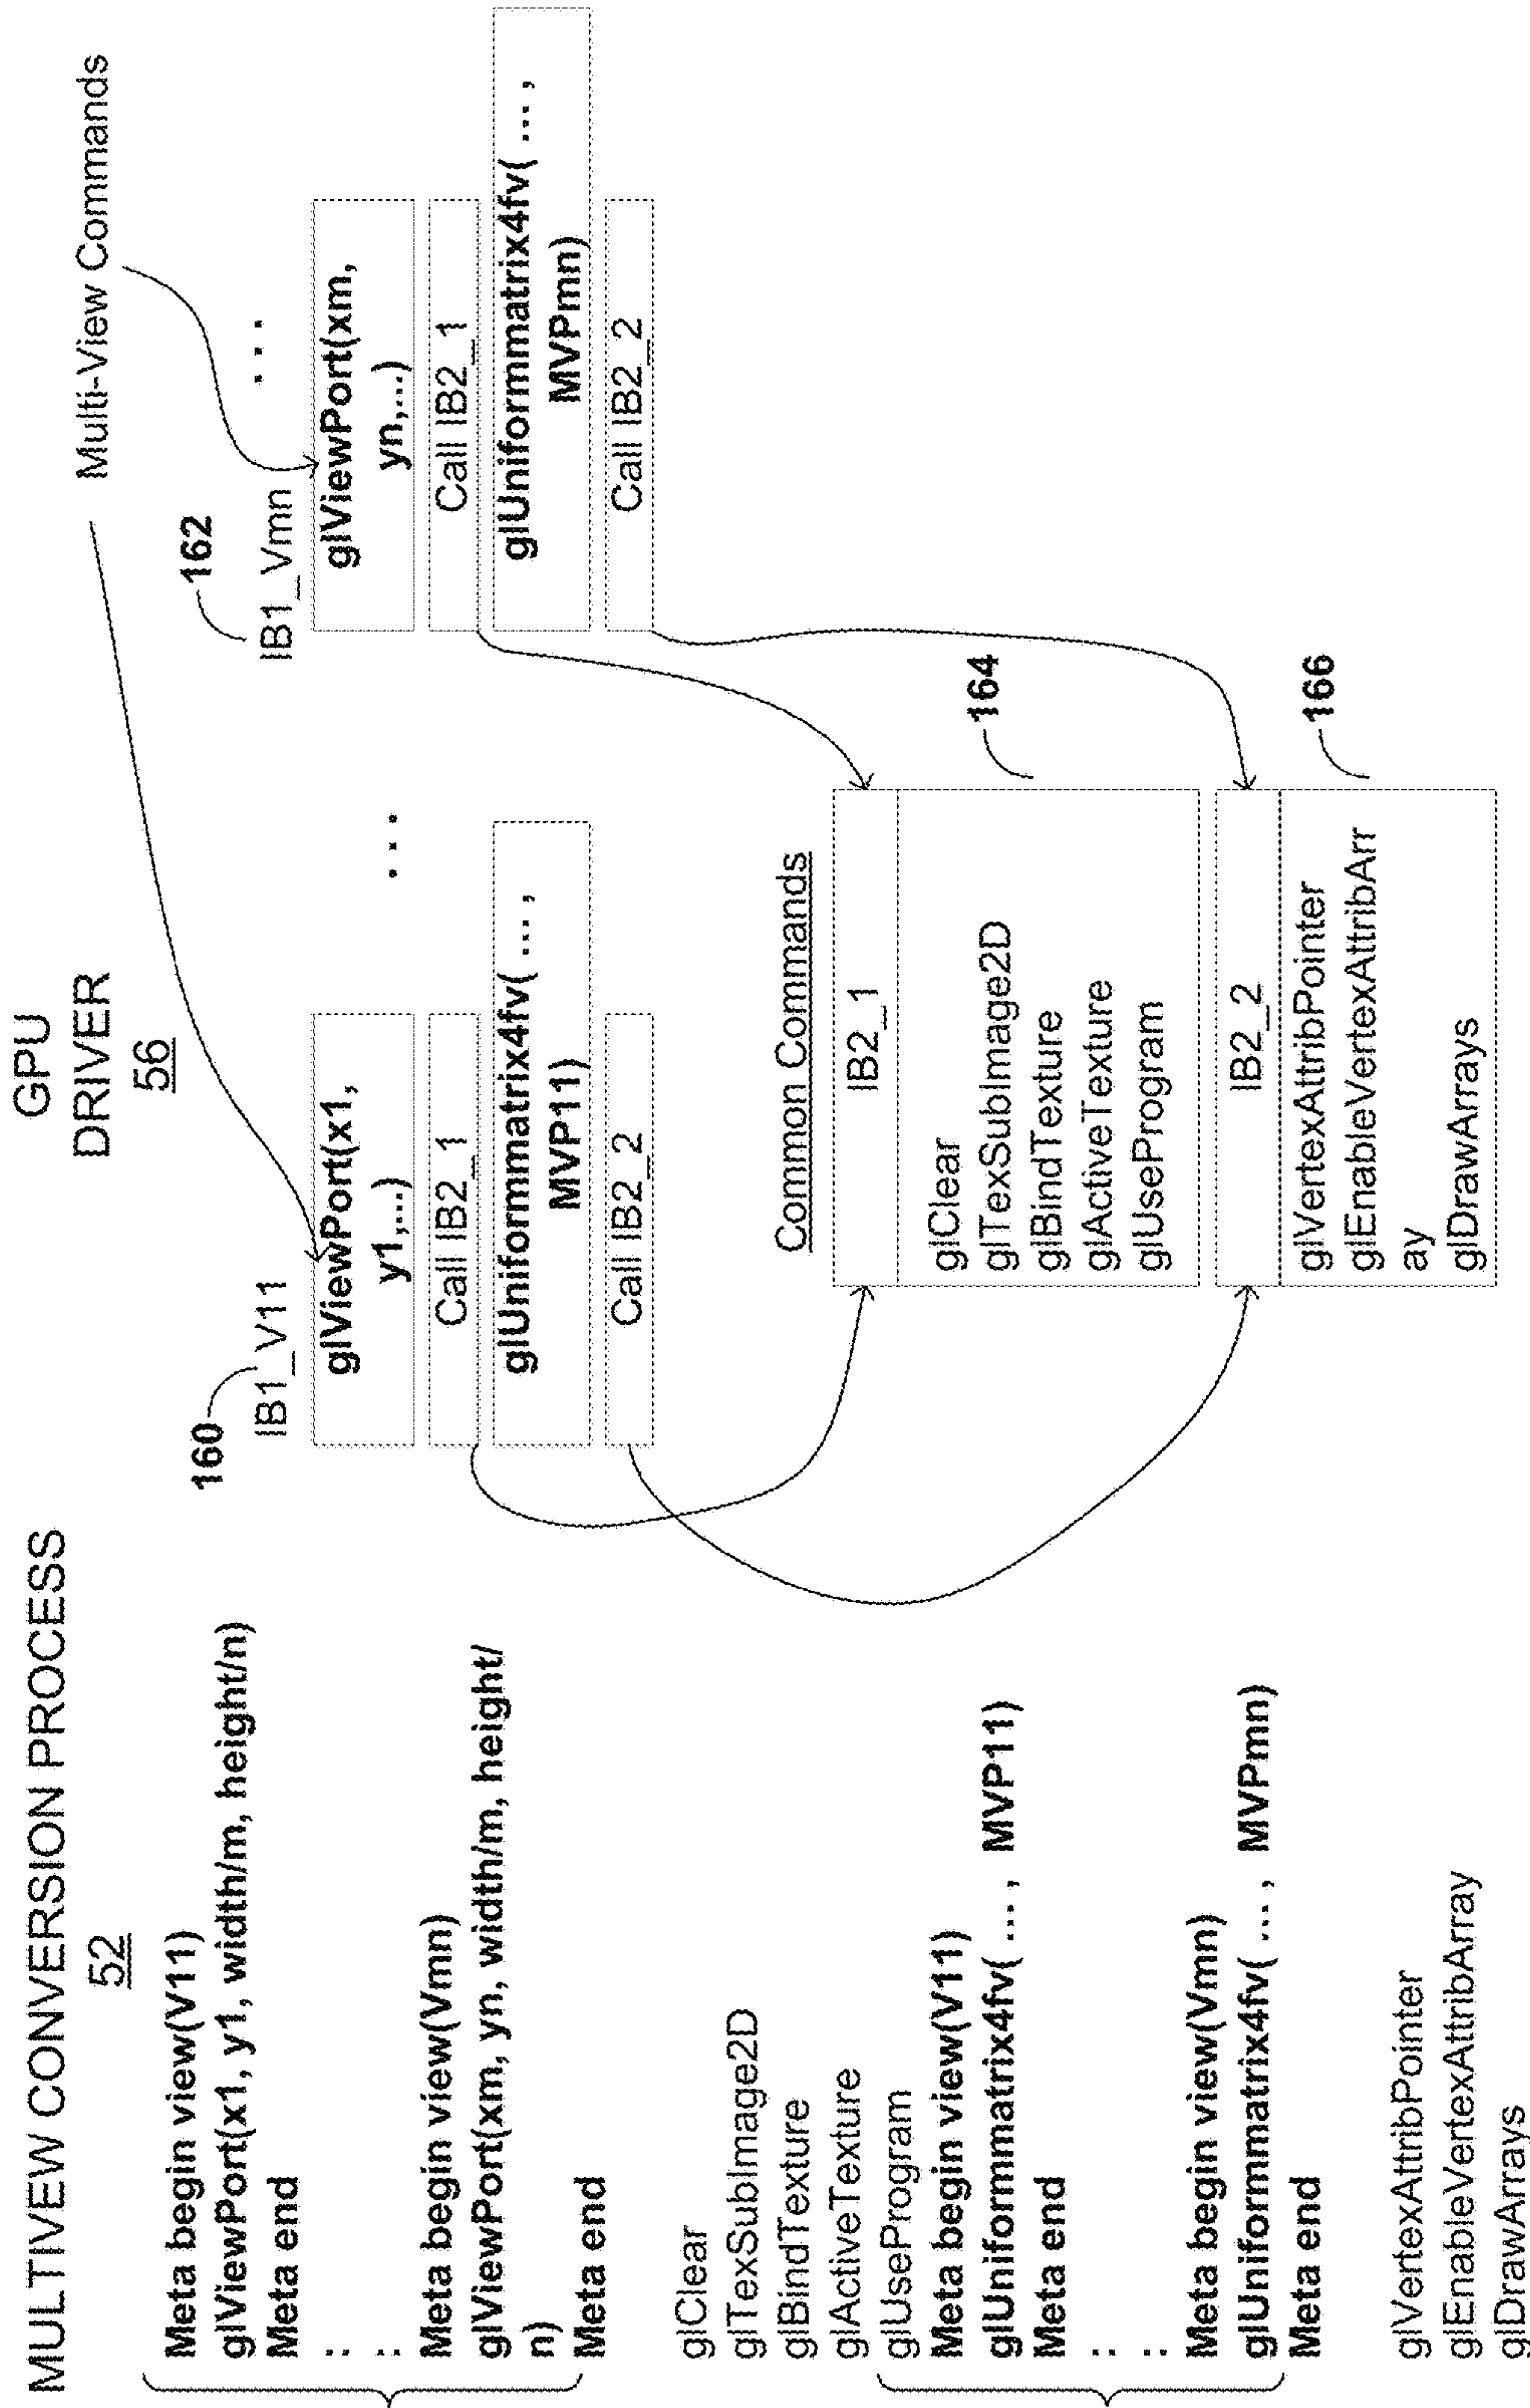 MULTIVIEW CONVERSION PROCESS
52
Meta begin view(V11)
glViewPort(x1, y1, width/m, height/n)
Meta end
: :
Meta begin view(Vmn)
glViewPort(xm, yn, width/m, height/
n)
Meta end
glClear
glTexSubImage2D
glBindTexture
glActiveTexture
glUseProgram
Meta begin view(V11)
glUniformmatrix4fv( ... , MVP11)
Meta end
: :
Meta begin view(Vmn)
glUniformmatrix4fv( ... , MVPmn)
Meta end
glVertexAttribPointer
glEnableVertexAttribArray
glDrawArrays
GPU
DRIVER
56
Multi-View Commands
160
IB1_V11
glViewPort(x1,
y1,...)
Call IB2_1
glUniformmatrix4fv( ... ,
MVP11)
Call IB2_2
...
162
IB1_Vmn
...
glViewPort(xm,
yn,...)
Call IB2_1
glUniformmatrix4fv( ... ,
MVPmn)
Call IB2_2
Common Commands
IB2_1
164
glClear
glTexSubImage2D
glBindTexture
glActiveTexture
glUseProgram
IB2_2
166
glVertexAttribPointer
glEnableVertexAttribArr
ay
glDrawArrays